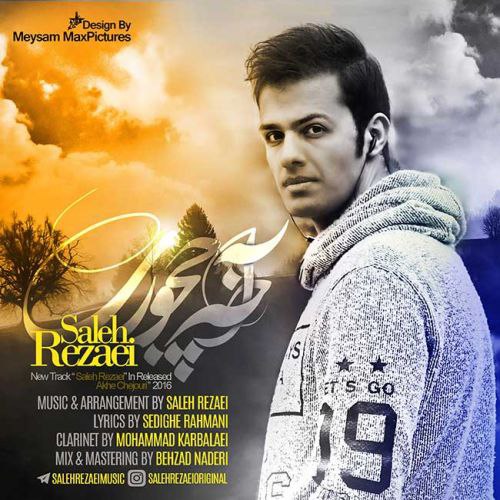 Design By
Meysam MaxPictures
آخه چجوری
Saleh
Rezaei
New Track “Saleh Rezaei” In Released
Akhe Chejouri” 2016
MUSIC & ARRANGEMENT BY SALEH REZAEI
LYRICS BY SEDIGHE RAHMANI
CLARINET BY MOHAMMAD KARBALAEI
MIX & MASTERING BY BEHZAD NADERI
SALEHREZAEIMUSIC SALEHREZAEIORIGINAL
ET'S GO
19